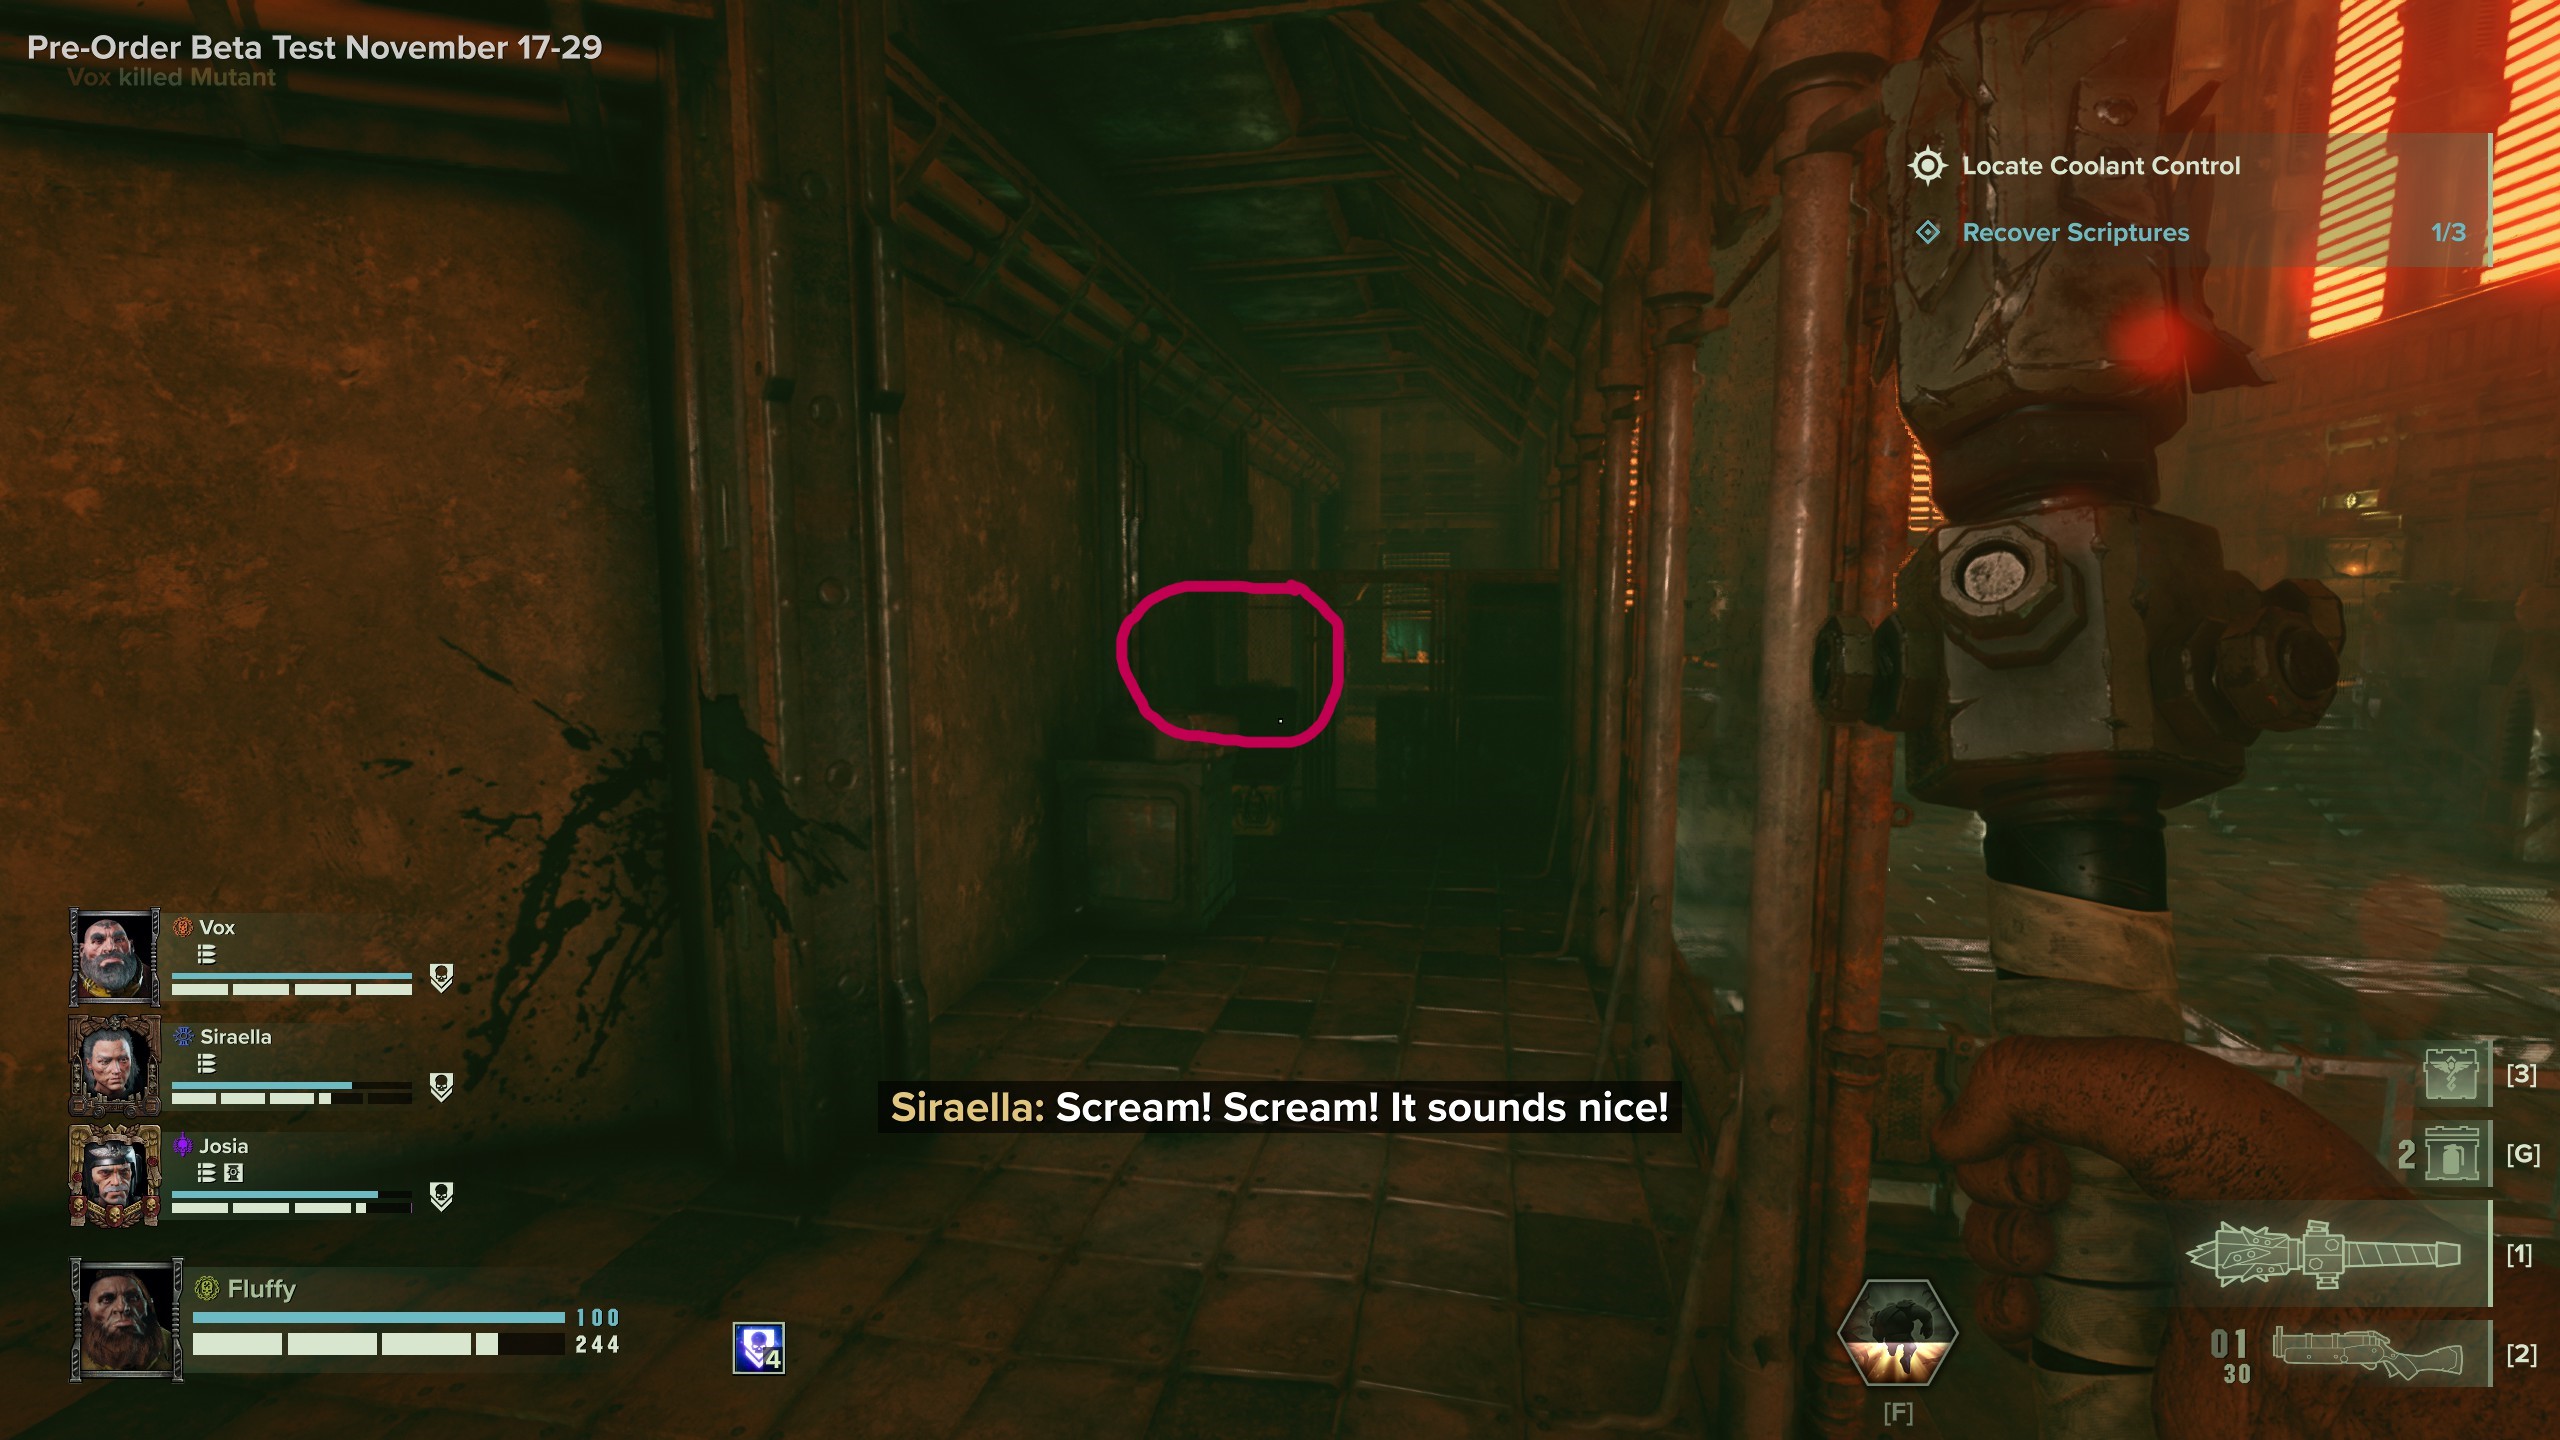 Pre-Order Beta Test November 17-29
Vox killed Mutant
Locate Coolant Control
Recover Scriptures 1/3
Vox
Siraella
Josia
Fluffy
100
244
4
Siraella: Scream! Scream! It sounds nice!
[3]
2 [G]
[1]
01
30
[2]
[F]